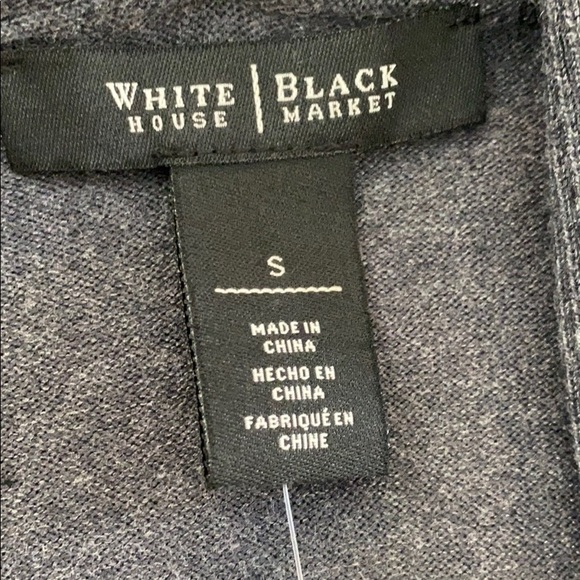 WHITE | BLACK
HOUSE | MARKET
S
MADE IN
CHINA
HECHO EN
CHINA
FABRIQUÉ EN
CHINE